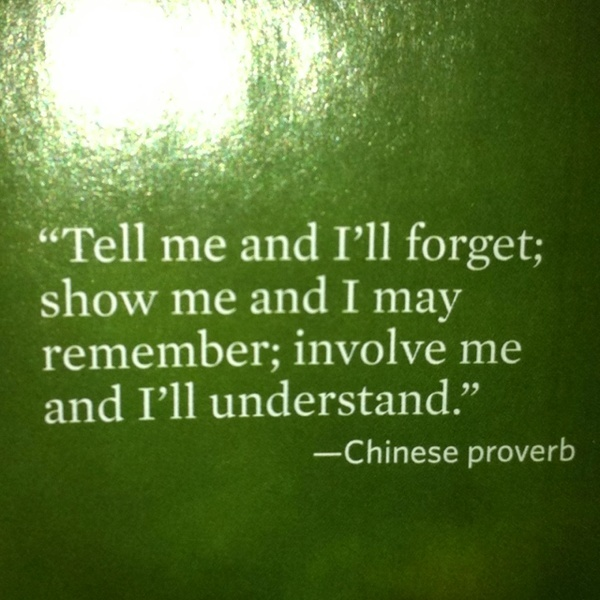 “Tell me and I’ll forget;
show me and I may
remember; involve me
and I’ll understand.”
—Chinese proverb